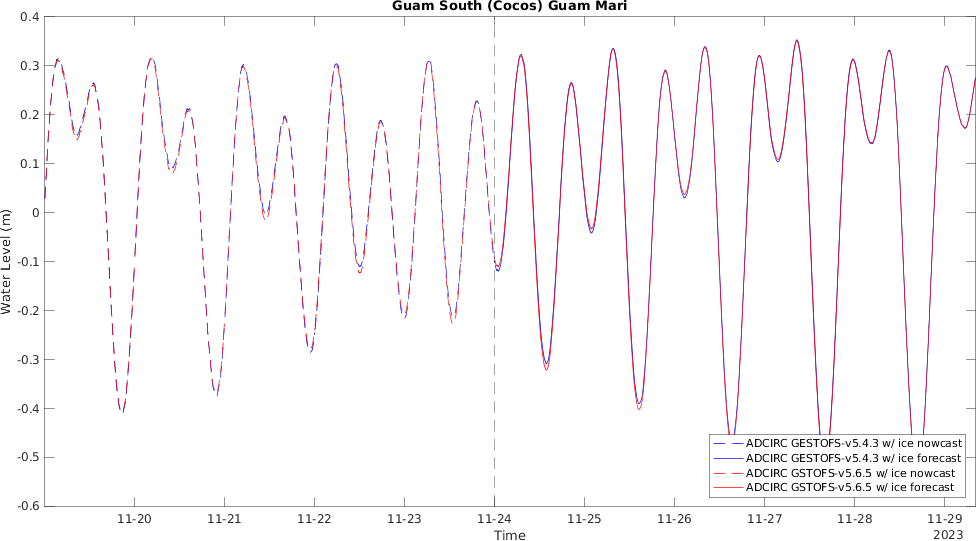 Guam South (Cocos) Guam Mari
0.4
0.3
0.2
0.1
0
-0.1
-0.2
-0.3
-0.4
-0.5
-0.6
Water Level (m)
ADCIRC GESTOFS-v5.4.3 w/ ice nowcast
ADCIRC GESTOFS-v5.4.3 w/ ice forecast
ADCIRC GSTOFS-v5.6.5 w/ ice nowcast
ADCIRC GSTOFS-v5.6.5 w/ ice forecast
11-20 11-21 11-22 11-23 11-24 11-25 11-26 11-27 11-28 11-29
Time 2023